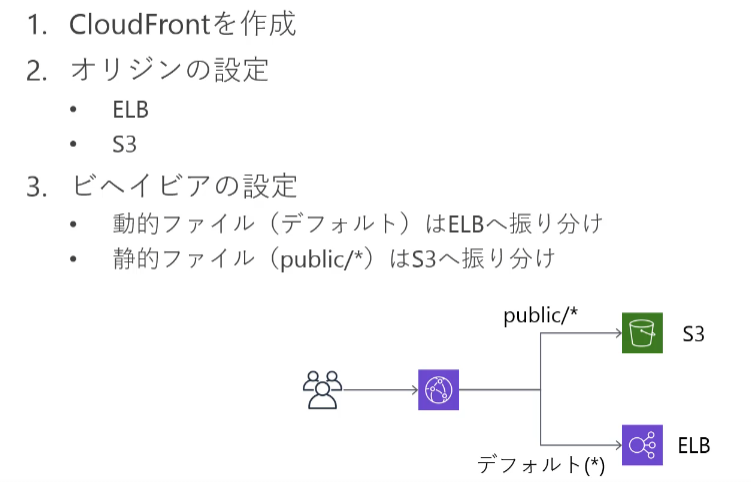 1. CloudFrontを作成
2. オリジンの設定
• ELB
• S3
3. ビヘイビアの設定
• 動的ファイル（デフォルト）はELBへ振り分け
• 静的ファイル（public/*）はS3へ振り分け
public/*
S3
ELB
デフォルト(*)